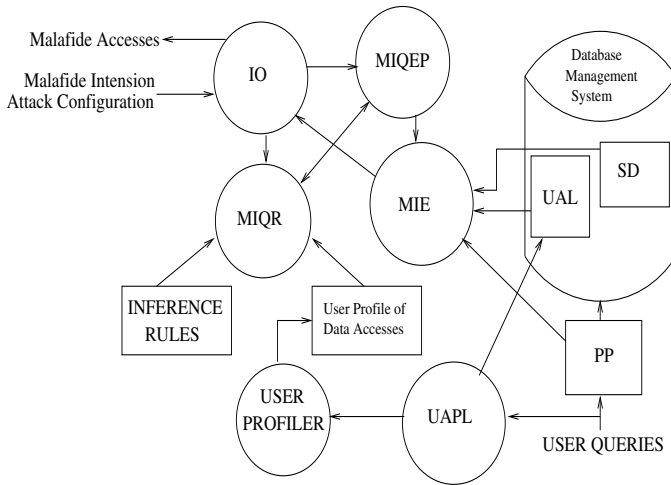 Malafide Accesses
Malafide Intension
Attack Configuration
IO
MIQEP
Database
Management
System
SD
UAL
MIE
MIQR
INFERENCE
RULES
User Profile of
Data Accesses
PP
USER
PROFILER
UAPL
USER QUERIES